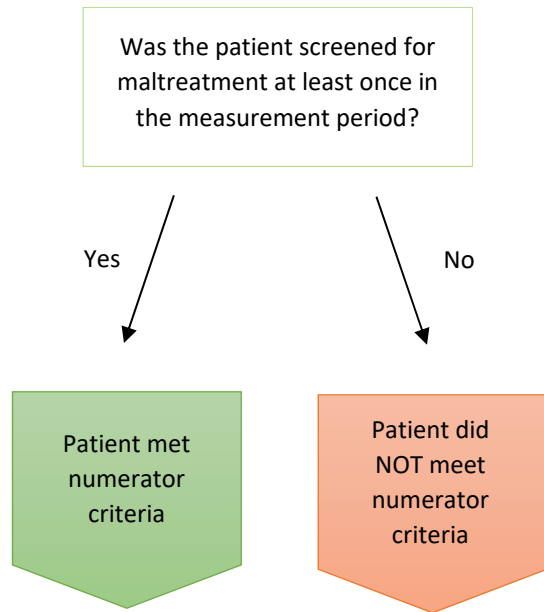 Was the patient screened for
maltreatment at least once in
the measurement period?
Yes
No
Patient met
numerator
criteria
Patient did
NOT meet
numerator
criteria